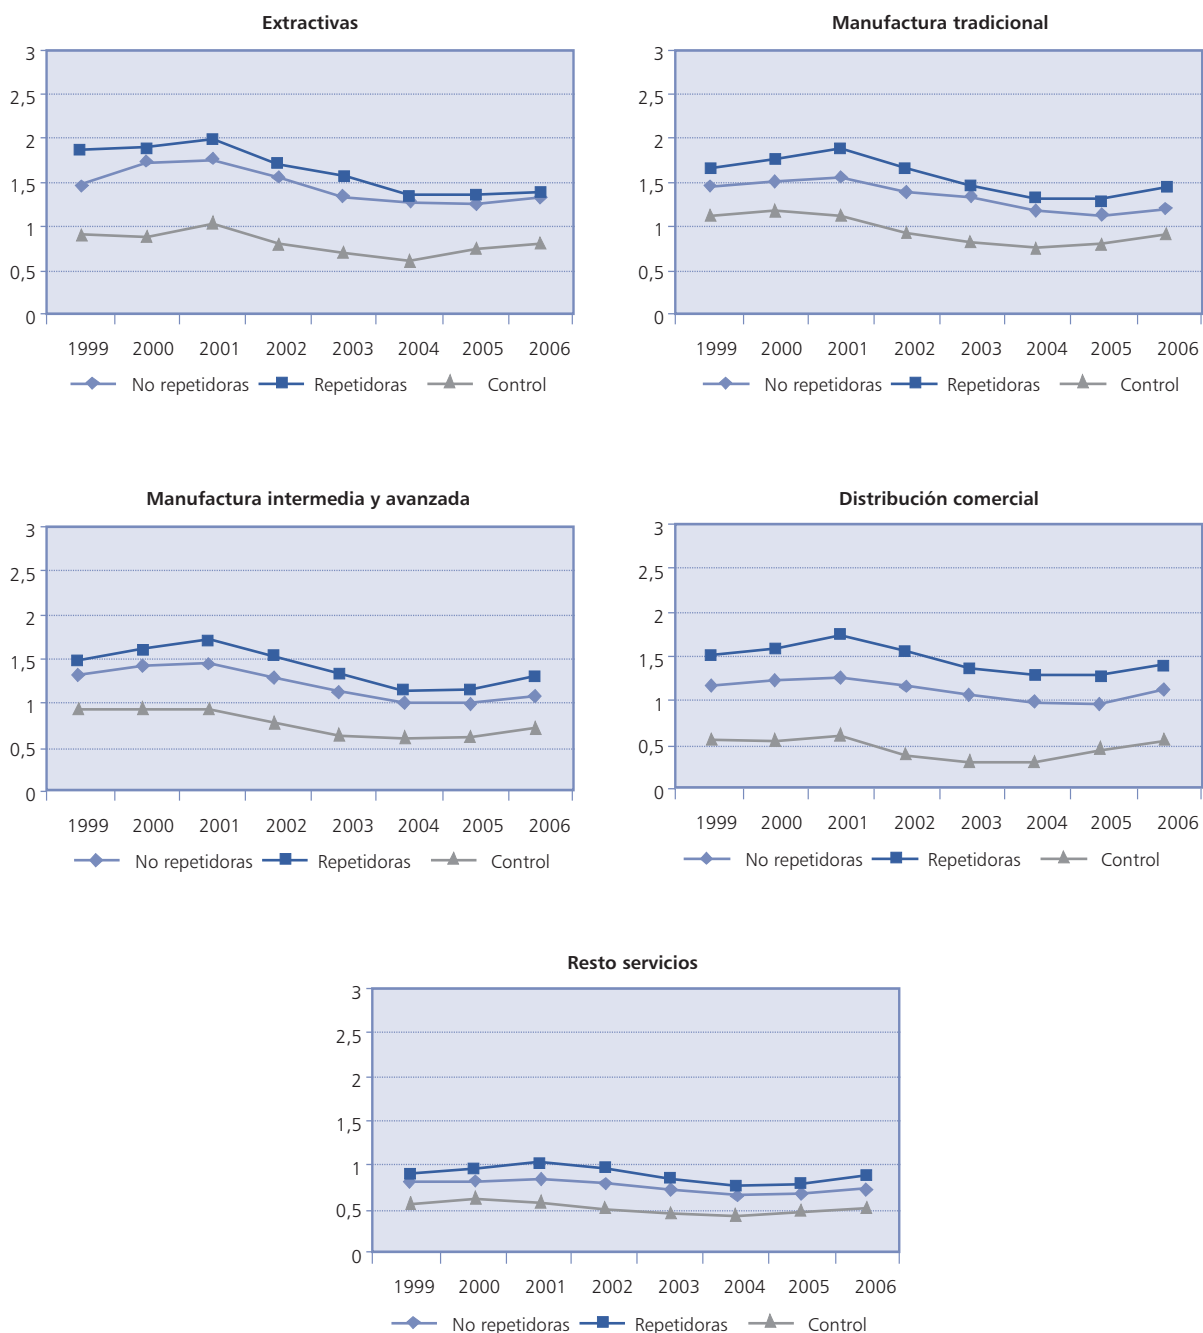 Extractivas
3
2,5
2
1,5
1
0,5
0
1999 2000 2001 2002 2003 2004 2005 2006
No repetidoras Repetidoras Control
Manufactura tradicional
3
2,5
2
1,5
1
0,5
0
1999 2000 2001 2002 2003 2004 2005 2006
No repetidoras Repetidoras Control
Manufactura intermedia y avanzada
3
2,5
2
1,5
1
0,5
0
1999 2000 2001 2002 2003 2004 2005 2006
No repetidoras Repetidoras Control
Distribución comercial
3
2,5
2
1,5
1
0,5
0
1999 2000 2001 2002 2003 2004 2005 2006
No repetidoras Repetidoras Control
Resto servicios
3
2,5
2
1,5
1
0,5
0
1999 2000 2001 2002 2003 2004 2005 2006
No repetidoras Repetidoras Control